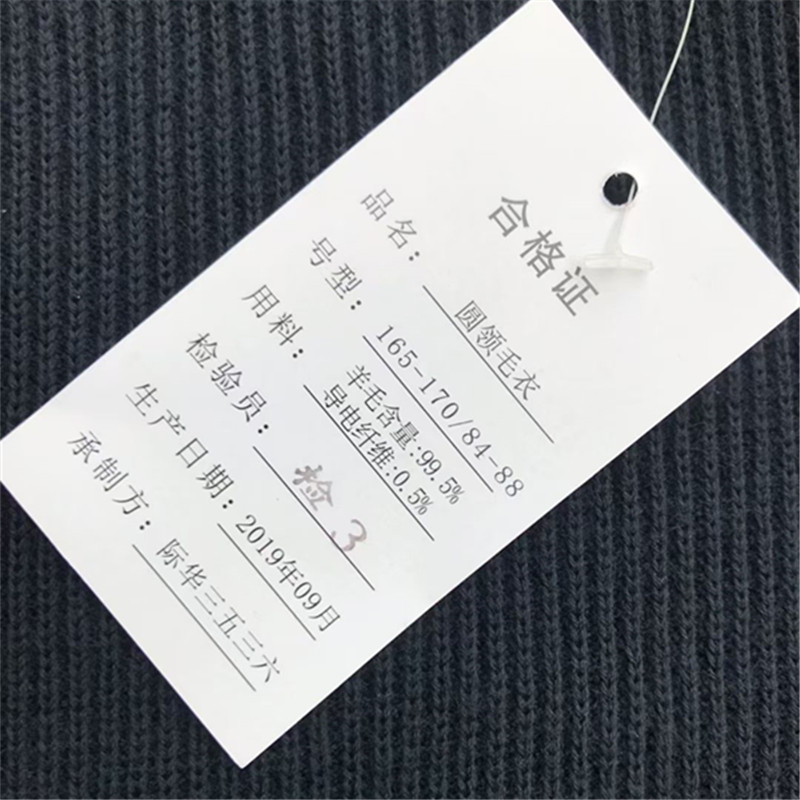 合格证
品名：圆领毛衣
号型：165-170/84-88
用料：羊毛含量:99.5%
导电纤维:0.5%
检验员：检3
生产日期：2019年09月
承制方：际华三五三六